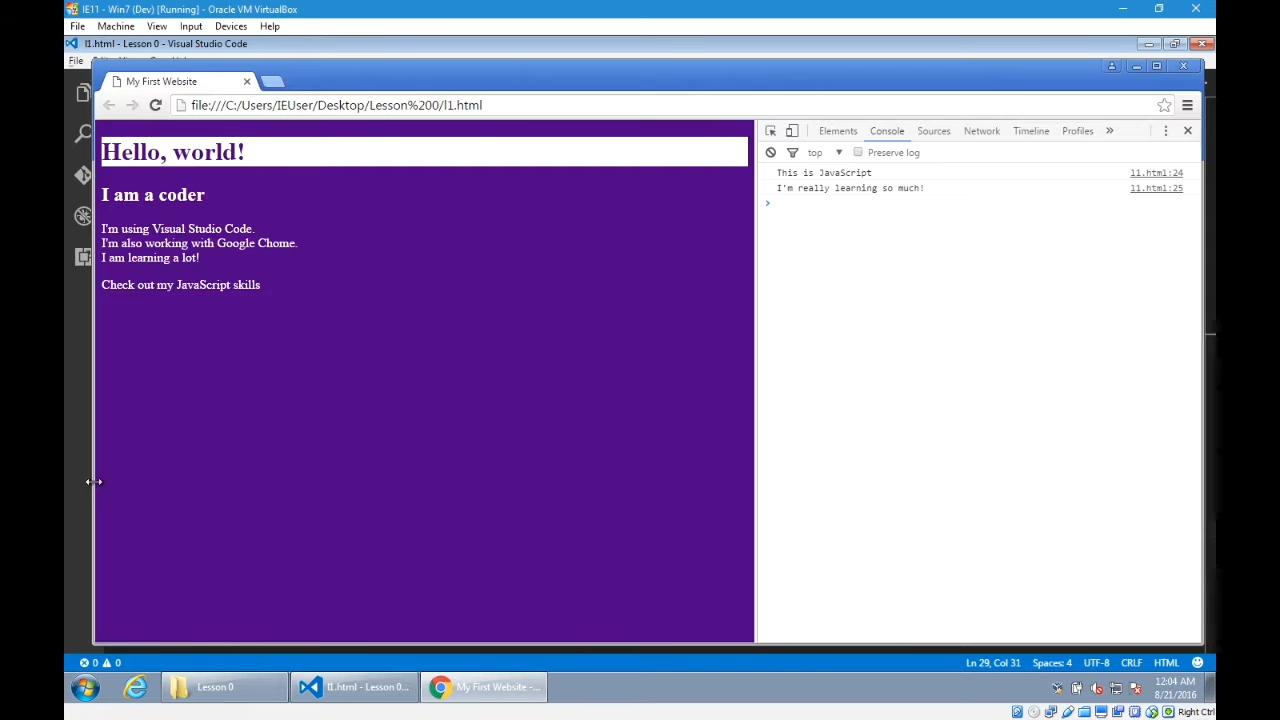 IE11 - Win7 (Dev) [Running] - Oracle VM VirtualBox
File Machine View Input Devices Help
l1.html - Lesson 0 - Visual Studio Code
File
My First Website
file:///C:/Users/IEUser/Desktop/Lesson%200/l1.html
Elements Console Sources Network Timeline Profiles »
top Preserve log
This is JavaScript l1.html:24
I'm really learning so much! l1.html:25
>
Hello, world!
I am a coder
I'm using Visual Studio Code.
I'm also working with Google Chome.
I am learning a lot!
Check out my JavaScript skills
0 0 Ln 29, Col 31 Spaces: 4 UTF-8 CRLF HTML
Lesson 0 l1.html - Lesson 0... My First Website -...
12:04 AM
8/21/2016
Right Ctrl